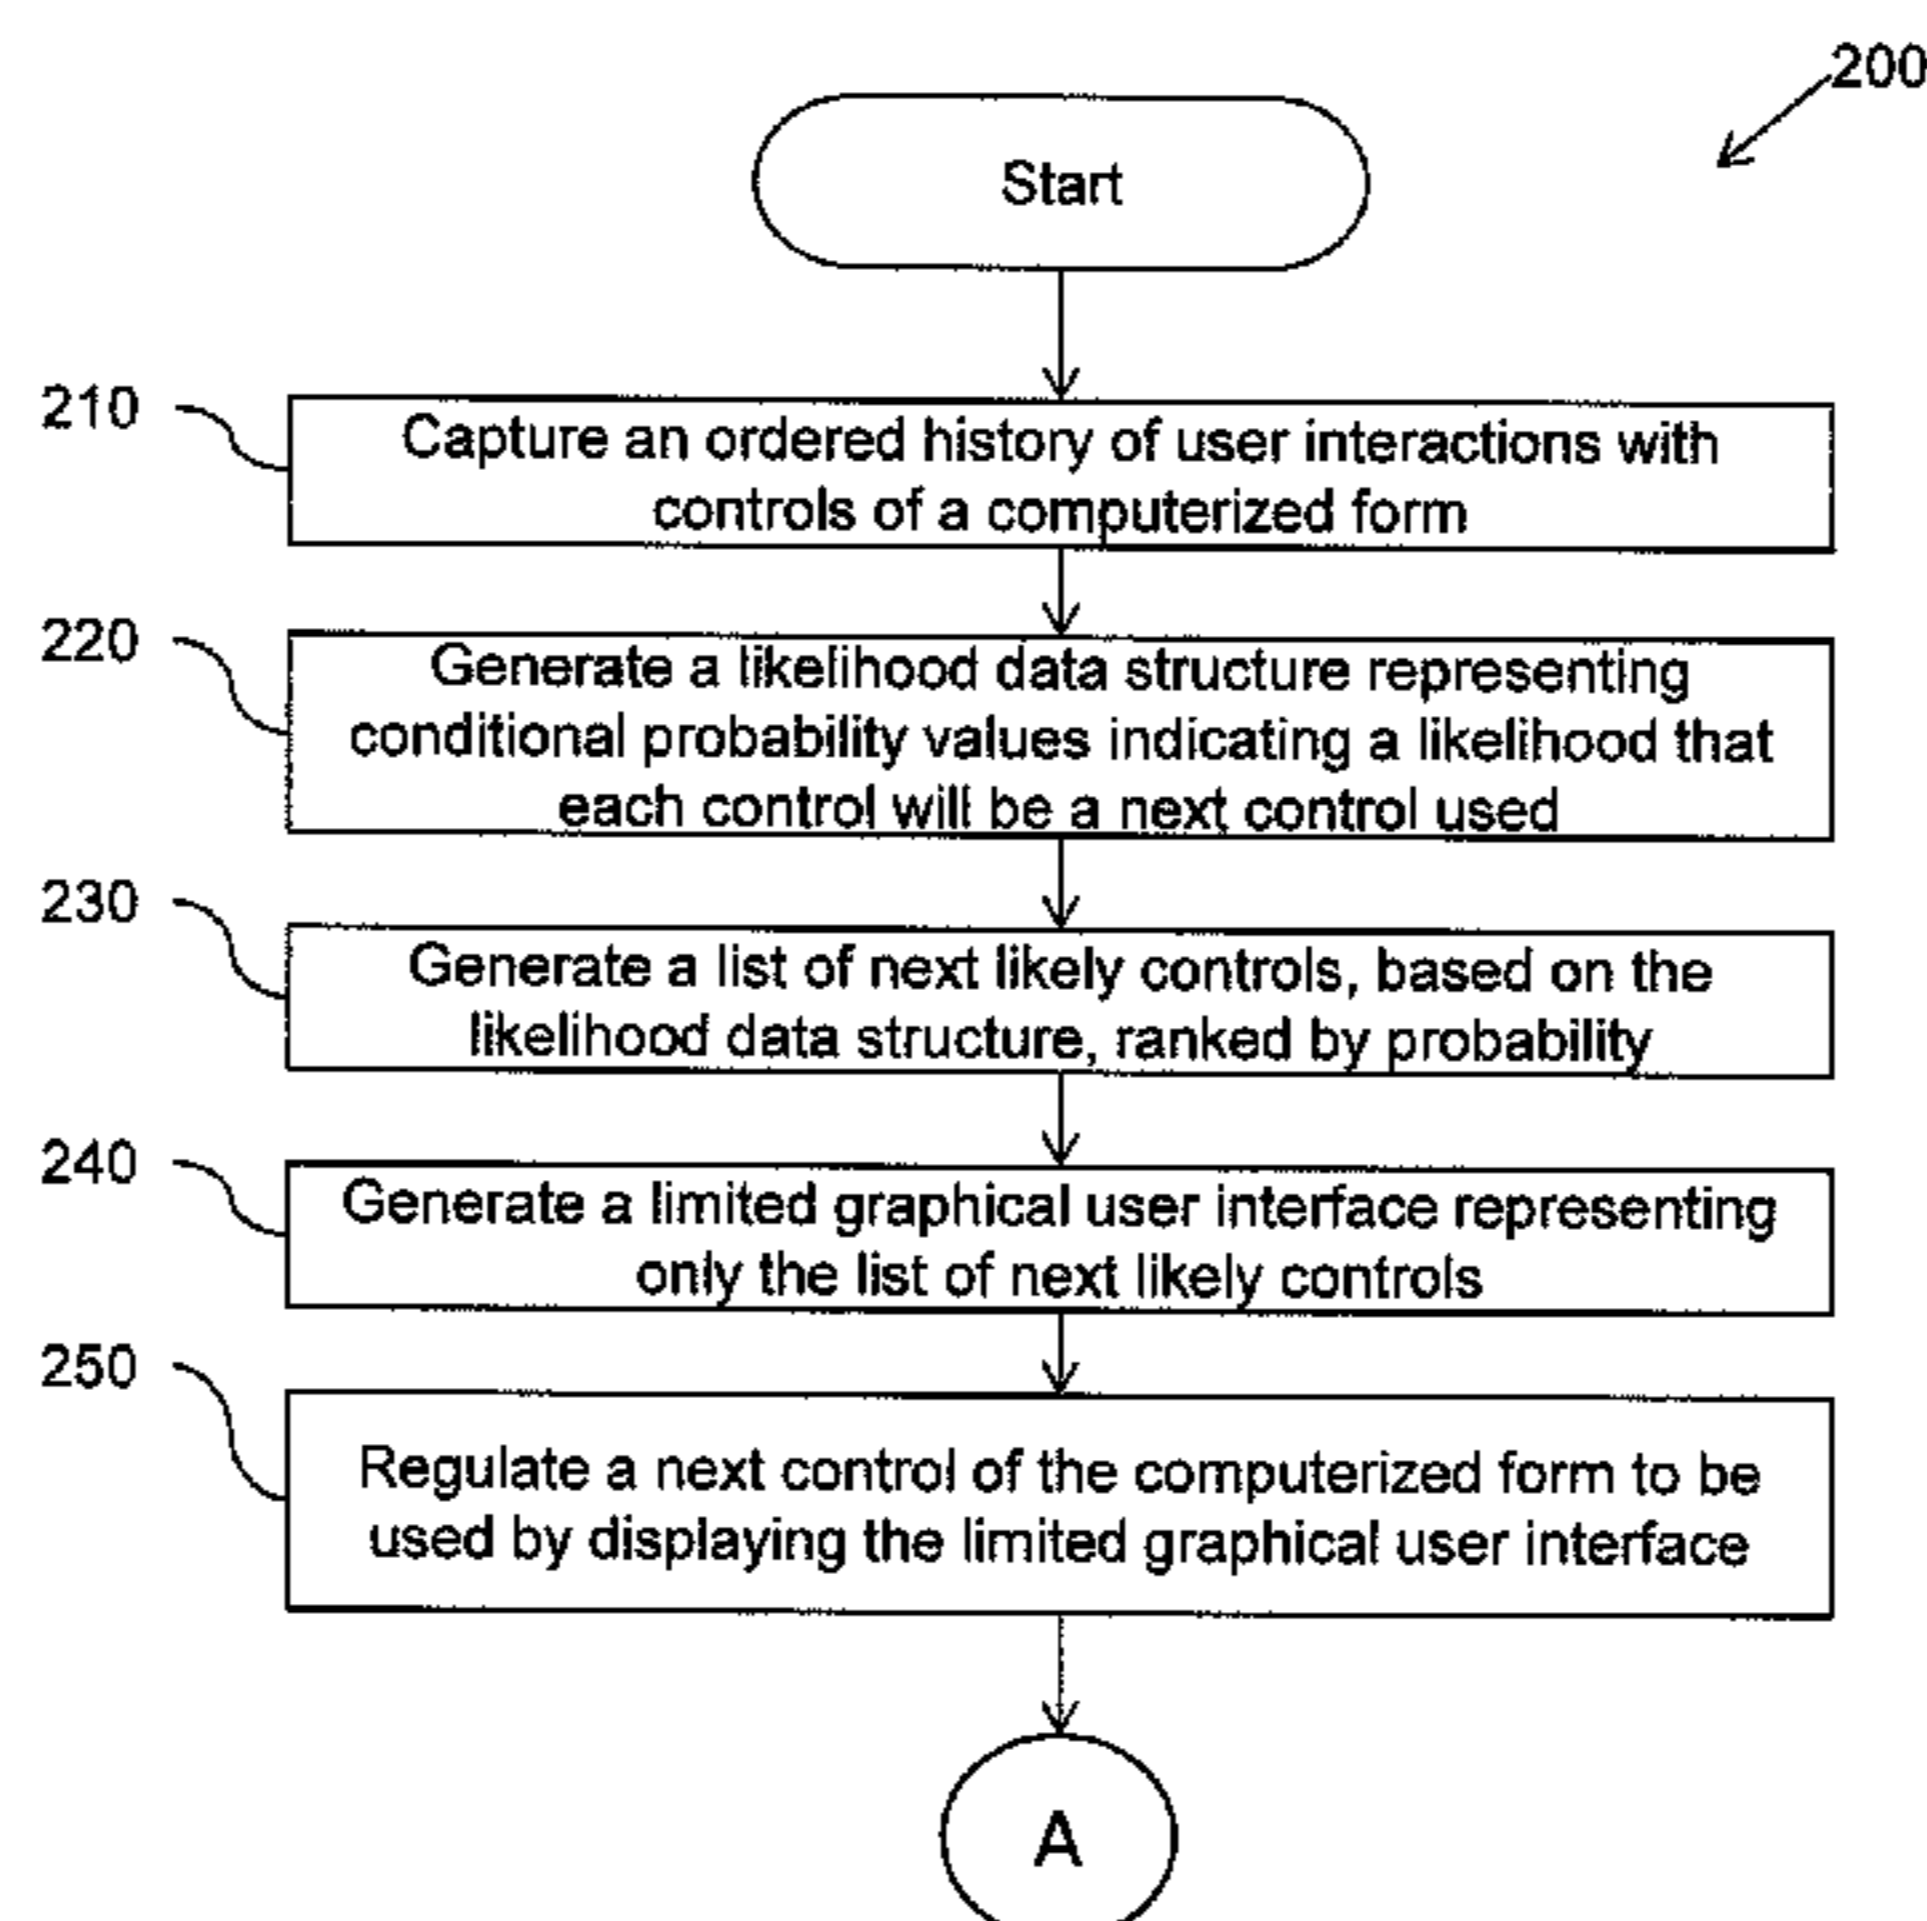 200
Start
210
Capture an ordered history of user interactions with
controls of a computerized form
220
Generate a likelihood data structure representing
conditional probability values indicating a likelihood that
each control will be a next control used
230
Generate a list of next likely controls, based on the
likelihood data structure, ranked by probability
240
Generate a limited graphical user interface representing
only the list of next likely controls
250
Regulate a next control of the computerized form to be
used by displaying the limited graphical user interface
A